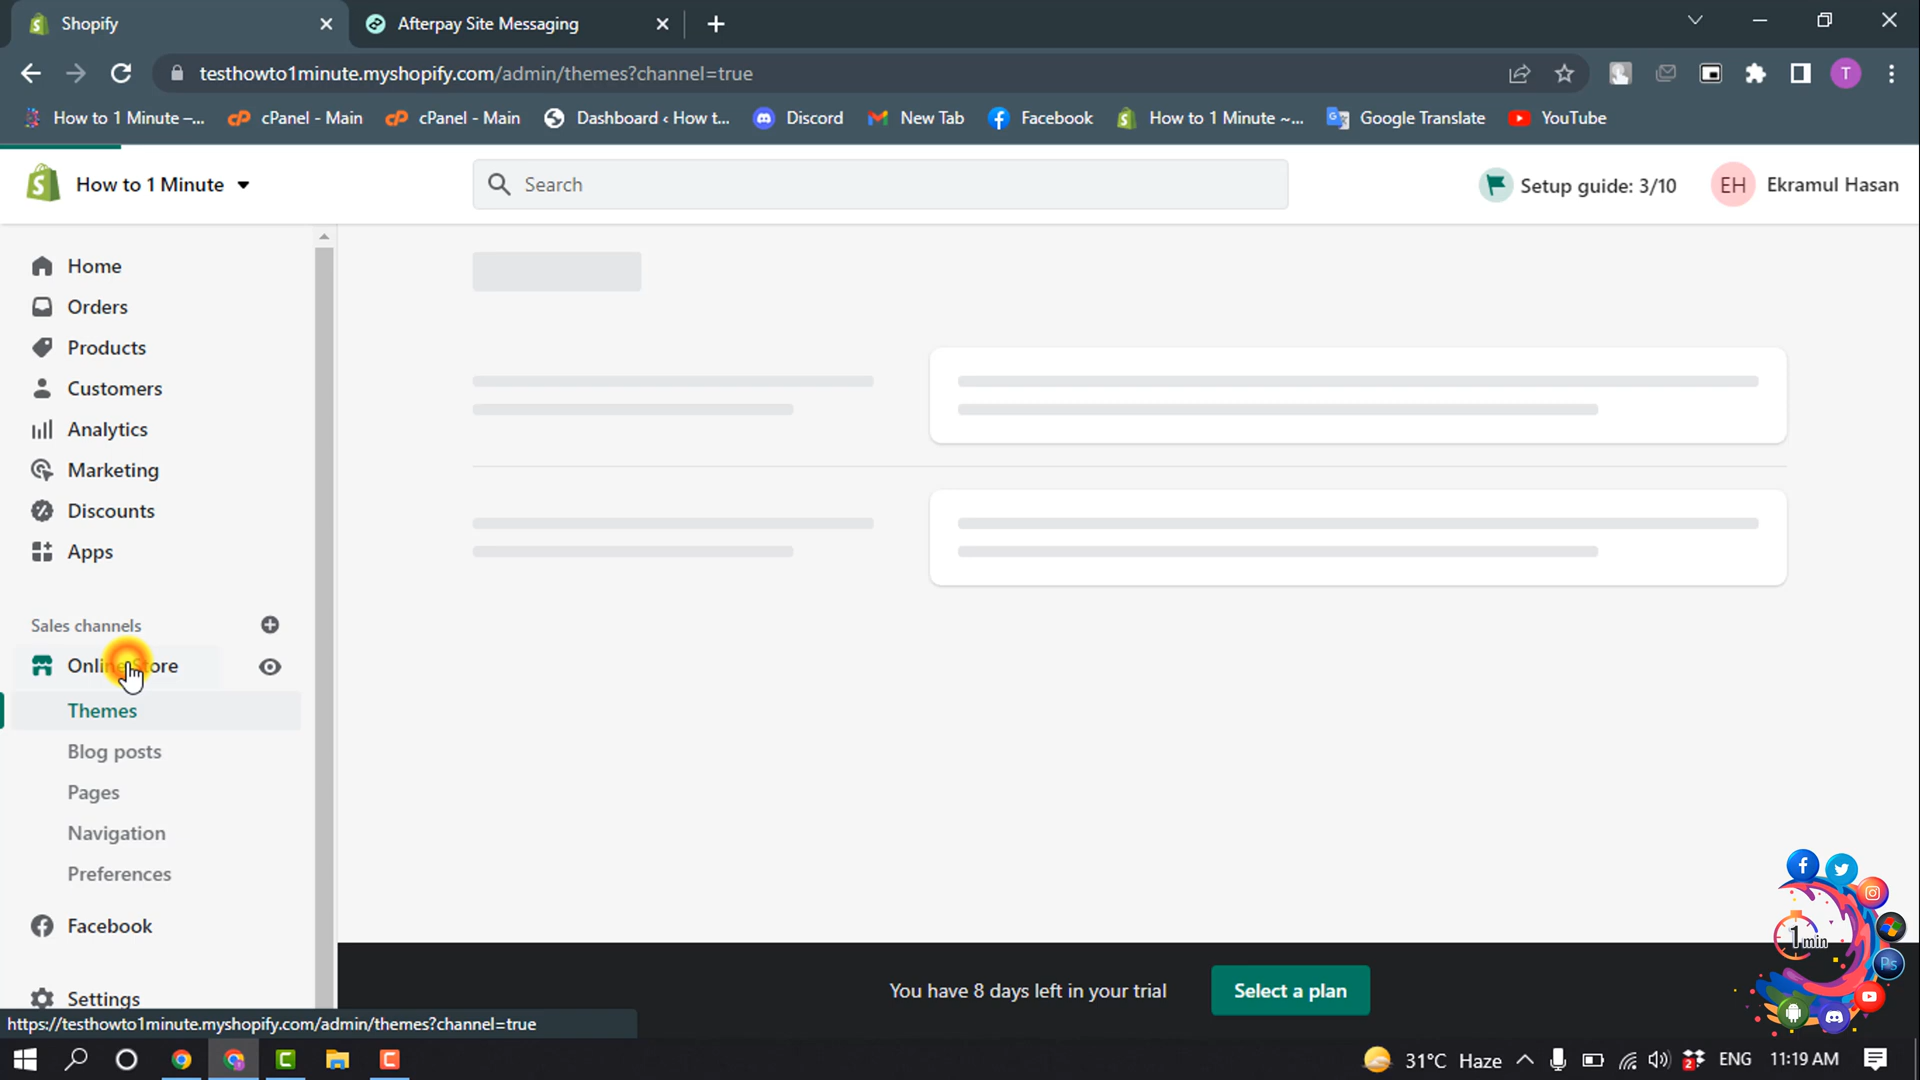 Shopify
Afterpay Site Messaging
testhowto1minute.myshopify.com/admin/themes?channel=true
T
How to 1 Minute –...
cPanel - Main
cPanel - Main
Dashboard ‹ How t...
Discord
New Tab
Facebook
How to 1 Minute ~...
Google Translate
YouTube
How to 1 Minute
Search
Setup guide: 3/10
EH
Ekramul Hasan
Home
Orders
Products
Customers
Analytics
Marketing
Discounts
Apps
Sales channels
Online Store
Themes
Blog posts
Pages
Navigation
Preferences
Facebook
Settings
You have 8 days left in your trial
Select a plan
1 min
Ps
https://testhowto1minute.myshopify.com/admin/themes?channel=true
31°C Haze
2
ENG
11:19 AM